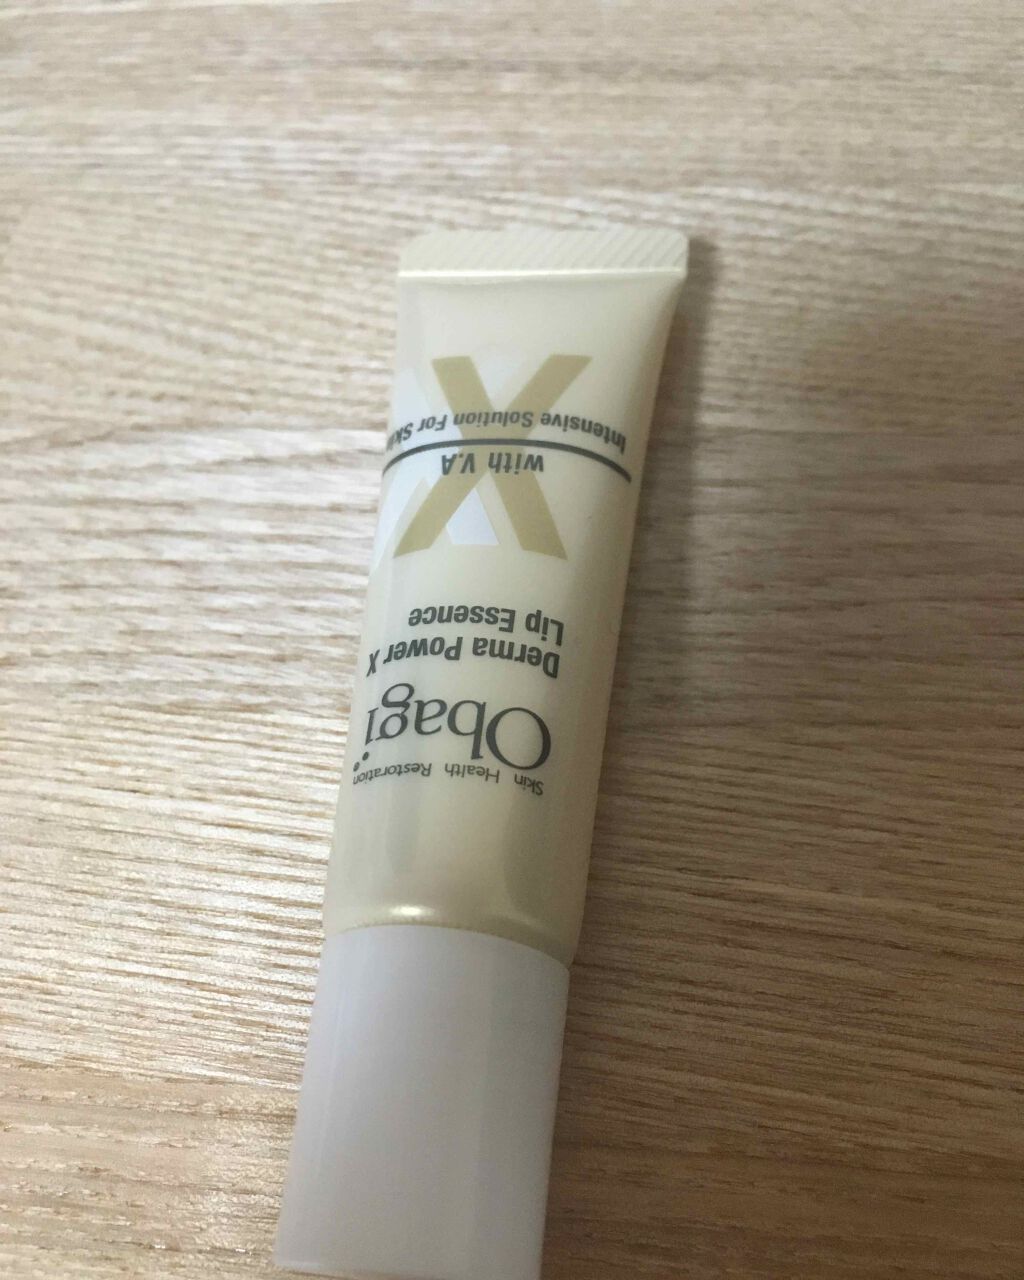 Skin Health Restoration
Obagi
Derma Power X
Lip Essence
X
with V.A
Intensive Solution For Skin